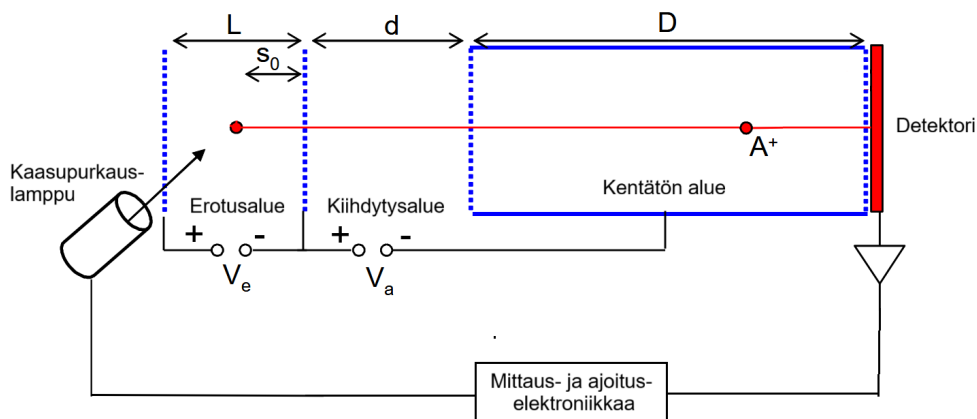 L
d
D
s₀
A⁺
Detektori
Kaasupurkaus-
lamppu
Kentätön alue
Erotusalue
Kiihdytysalue
+ -
+ -
Vₑ
Vₐ
Mittaus- ja ajoitus-
elektroniikkaa